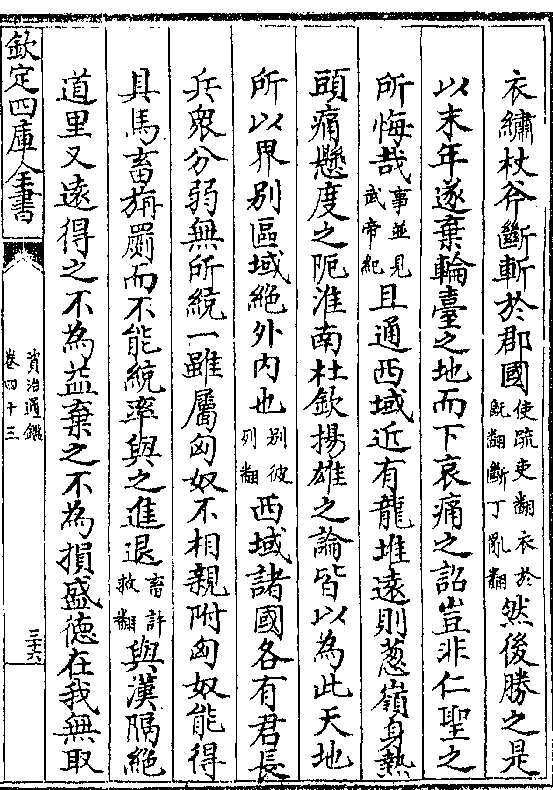 衣繡杖斧斷斬於郡國使疏吏翻衣於既翻斷丁亂翻然後勝之是
以末年遂棄輪臺之地而下哀痛之詔豈非仁聖之
所悔哉事並見武帝紀且通西域近有龍堆遠則葱嶺身熱
頭痛懸度之阨淮南杜欽揚雄之論皆以為此天地
所以界别區域絶外内也别彼列翻西域諸國各有君長
兵衆分弱無所統一雖屬匈奴不相親附匈奴能得
其馬畜旃罽而不能統率與之進退畜許救翻與漢隔絶
道里又遠得之不為益棄之不為損盛德在我無取
欽定四庫全書
資治通鑑
卷四十三
三十六